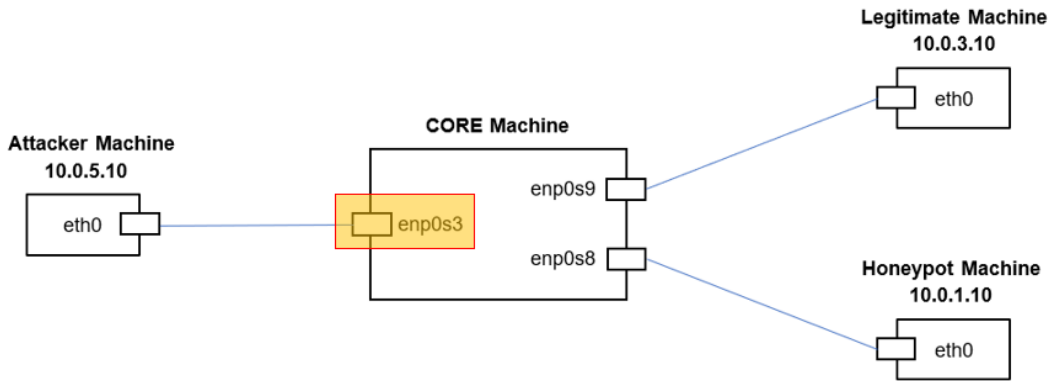 Legitimate Machine
10.0.3.10
eth0
CORE Machine
Attacker Machine
10.0.5.10
eth0
enp0s3
enp0s9
enp0s8
Honeypot Machine
10.0.1.10
eth0